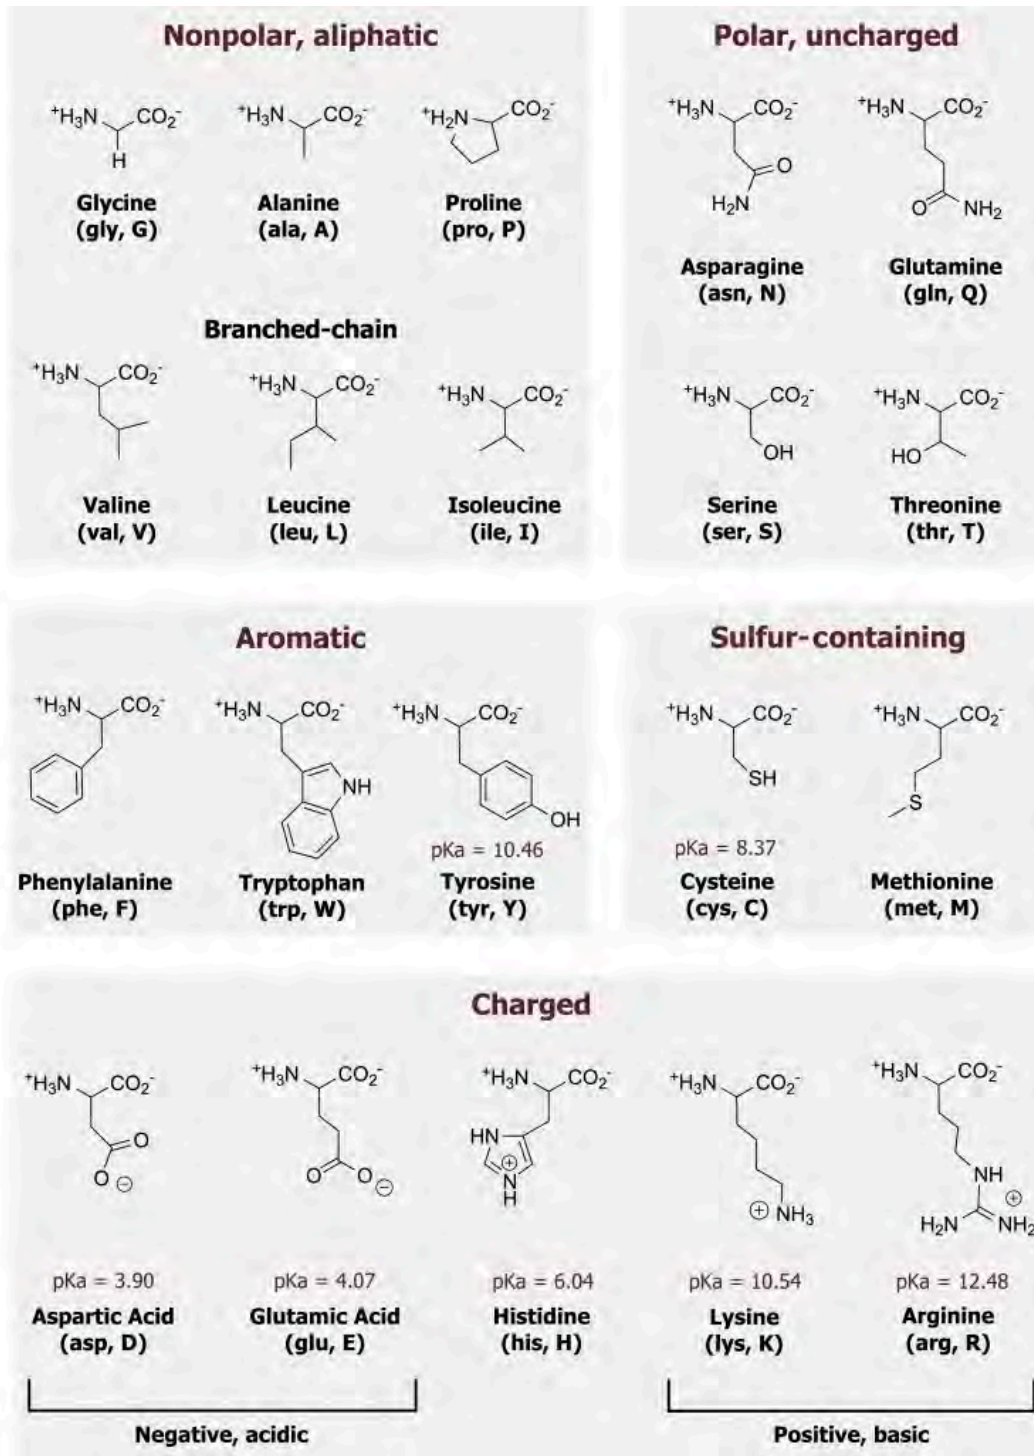 Nonpolar, aliphatic
⁺H₃N CO₂⁻
H
Glycine
(gly, G)
⁺H₃N CO₂⁻
Alanine
(ala, A)
⁺H₂N CO₂⁻
Proline
(pro, P)
Branched-chain
⁺H₃N CO₂⁻
Valine
(val, V)
⁺H₃N CO₂⁻
Leucine
(leu, L)
⁺H₃N CO₂⁻
Isoleucine
(ile, I)
Polar, uncharged
⁺H₃N CO₂⁻
O
H₂N
Asparagine
(asn, N)
⁺H₃N CO₂⁻
O NH₂
Glutamine
(gln, Q)
⁺H₃N CO₂⁻
OH
Serine
(ser, S)
⁺H₃N CO₂⁻
HO
Threonine
(thr, T)
Aromatic
⁺H₃N CO₂⁻
Phenylalanine
(phe, F)
⁺H₃N CO₂⁻
NH
Tryptophan
(trp, W)
⁺H₃N CO₂⁻
OH
pKa = 10.46
Tyrosine
(tyr, Y)
Sulfur-containing
⁺H₃N CO₂⁻
SH
pKa = 8.37
Cysteine
(cys, C)
⁺H₃N CO₂⁻
S
Methionine
(met, M)
Charged
⁺H₃N CO₂⁻
O
O ⊖
pKa = 3.90
Aspartic Acid
(asp, D)
⁺H₃N CO₂⁻
O O ⊖
pKa = 4.07
Glutamic Acid
(glu, E)
⁺H₃N CO₂⁻
HN
⊕
N
H
pKa = 6.04
Histidine
(his, H)
⁺H₃N CO₂⁻
⊕ NH₃
pKa = 10.54
Lysine
(lys, K)
⁺H₃N CO₂⁻
NH
⊕
H₂N NH₂
pKa = 12.48
Arginine
(arg, R)
Negative, acidic
Positive, basic